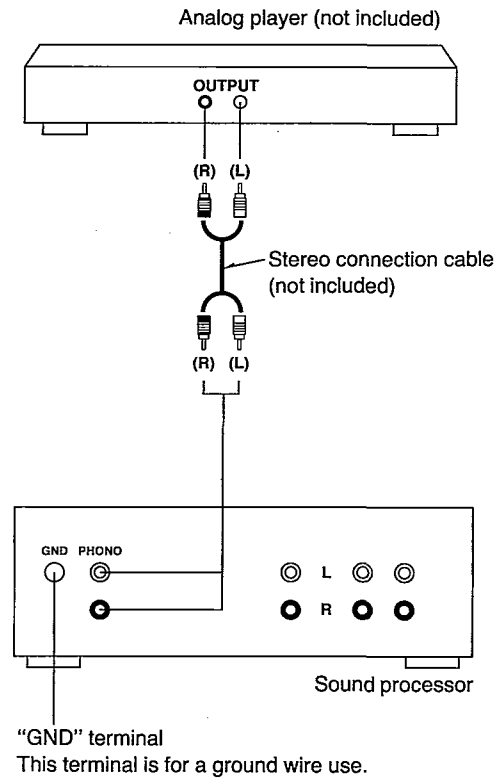 Analog player (not included)
OUTPUT
(R) (L)
Stereo connection cable
(not included)
(R) (L)
GND PHONO
L
R
Sound processor
“GND” terminal
This terminal is for a ground wire use.